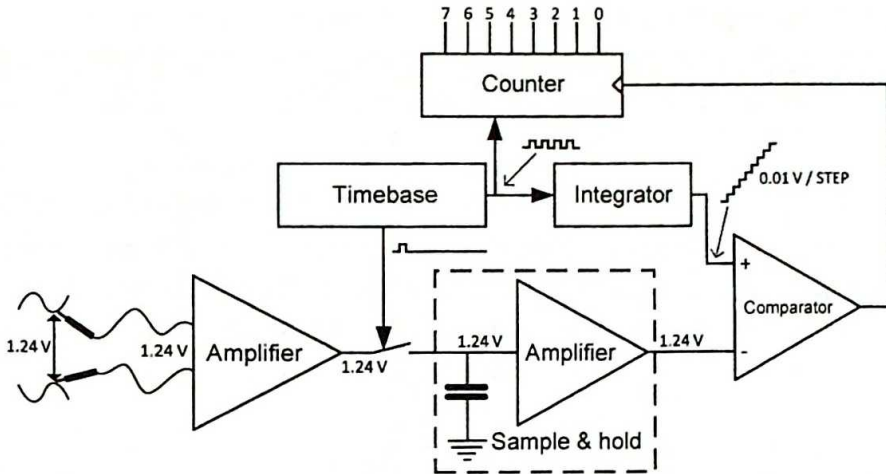 7 6 5 4 3 2 1 0
Counter
0.01 V / STEP
Timebase
Integrator
+
Comparator
-
1.24 V
1.24 V
Amplifier
1.24 V
1.24 V
Amplifier
1.24 V
Sample & hold